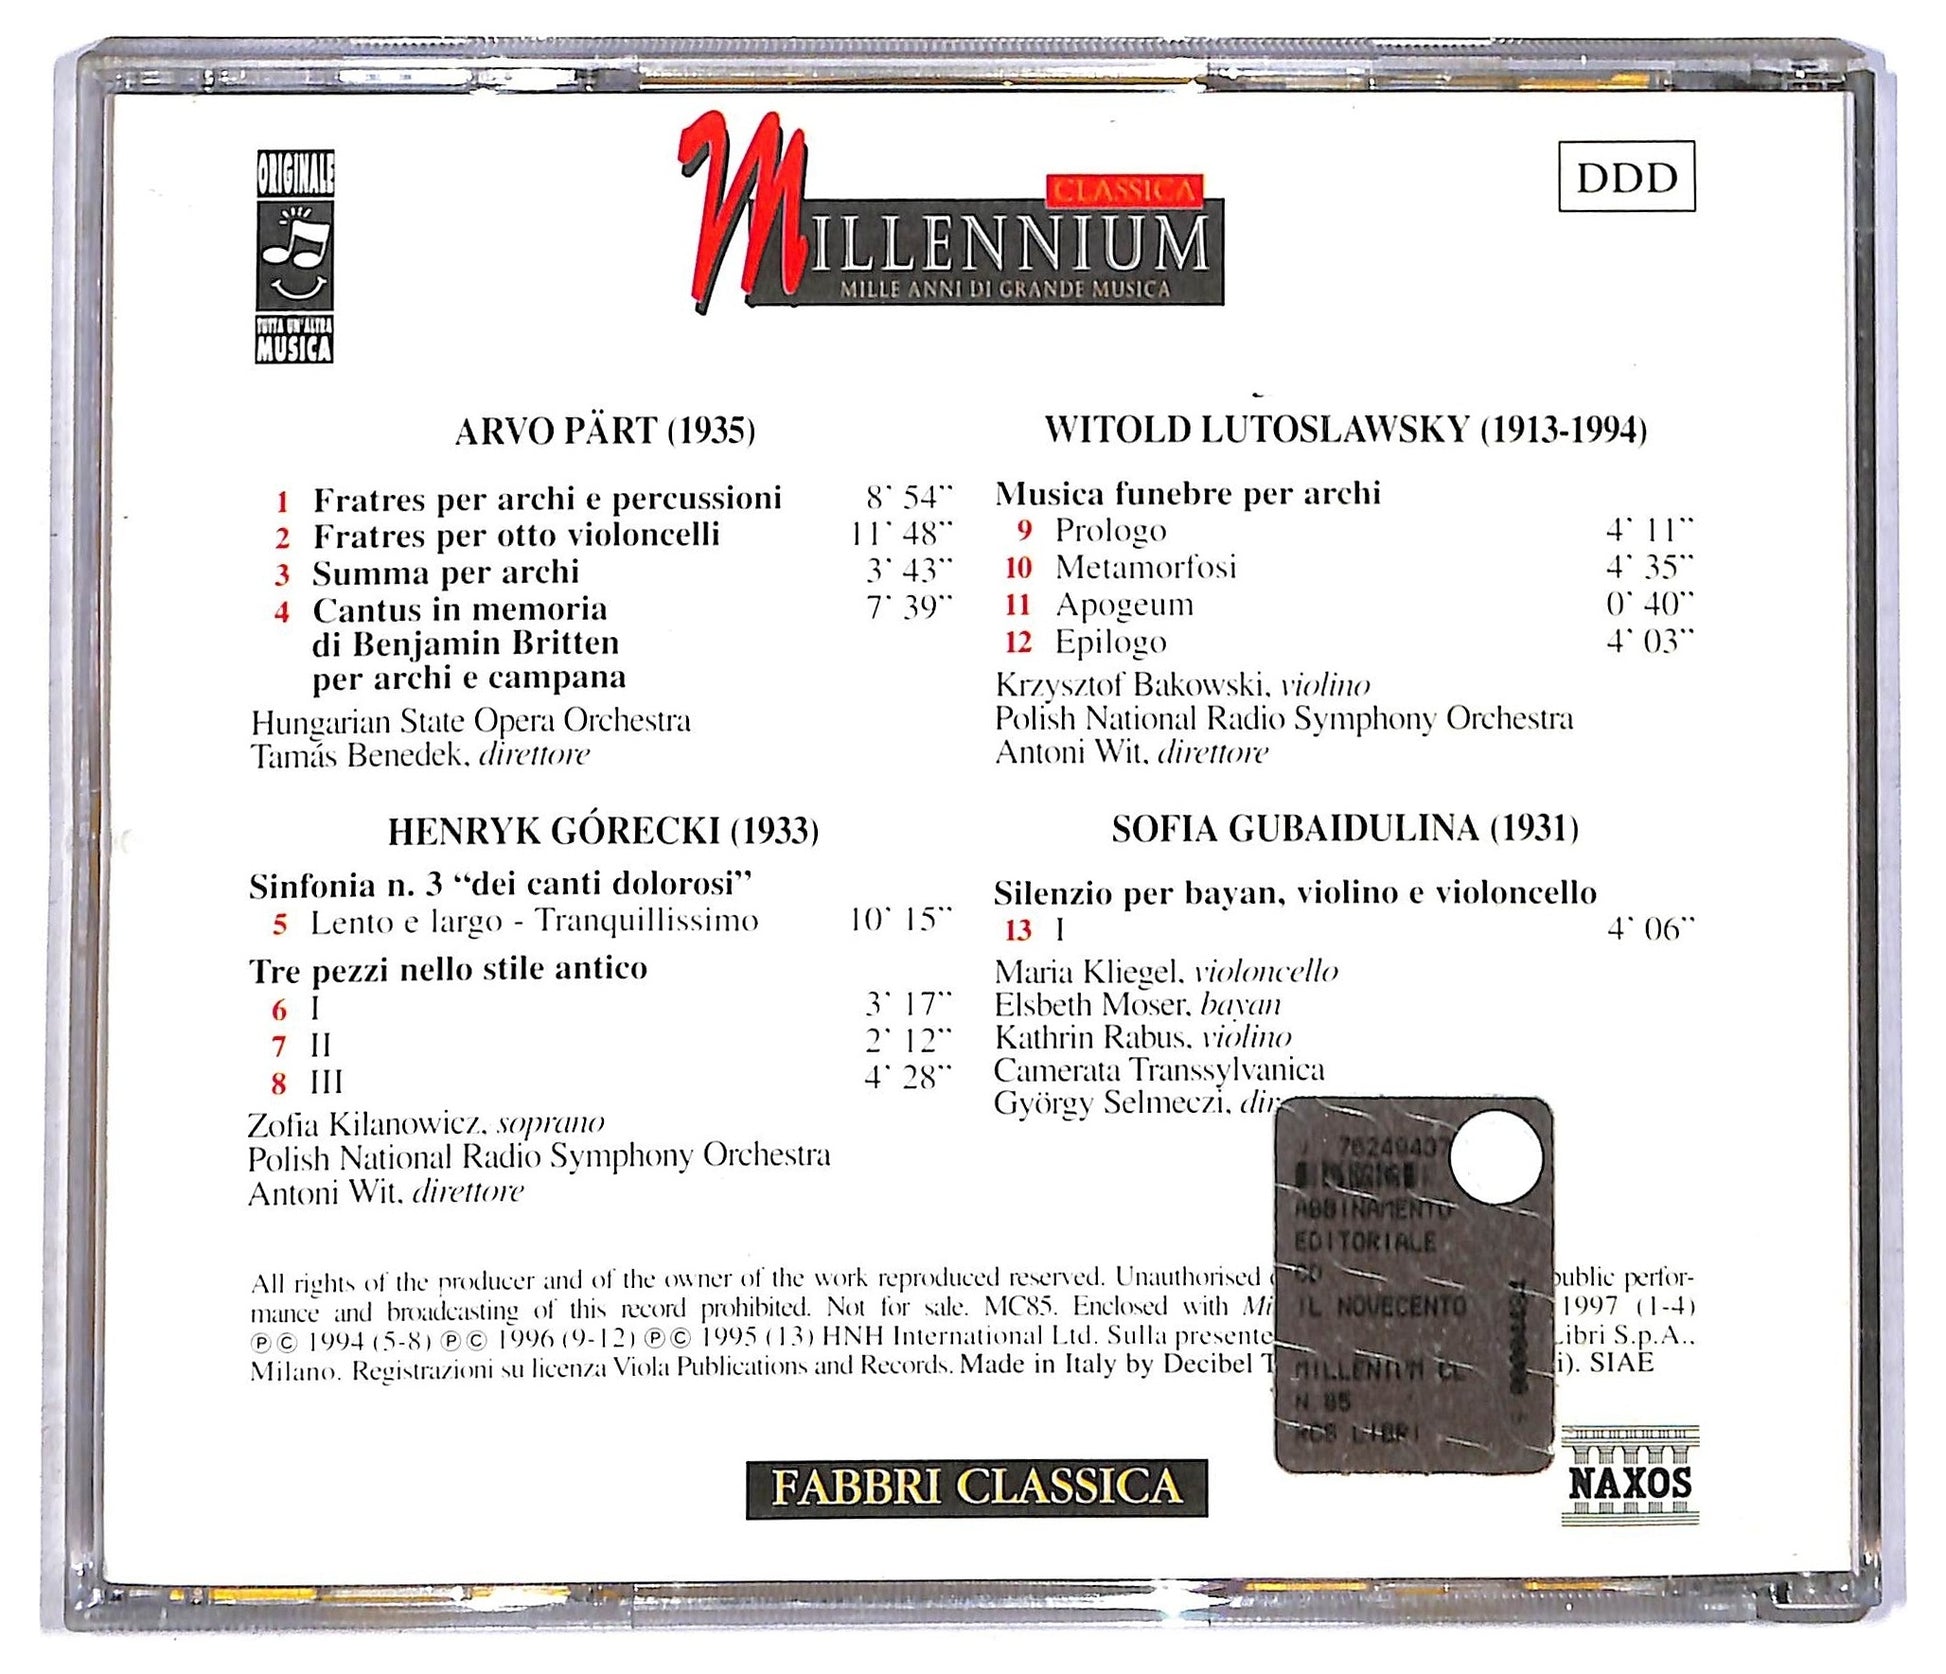 ORIGINALE
TUTTA UN'ALTRA
MUSICA
CLASSICA
MILLENNIUM
MILLE ANNI DI GRANDE MUSICA
DDD
ARVO PÄRT (1935)
1 Fratres per archi e percussioni 8' 54''
2 Fratres per otto violoncelli 11' 48''
3 Summa per archi 3' 43''
4 Cantus in memoria 7' 39''
di Benjamin Britten
per archi e campana
Hungarian State Opera Orchestra
Tamás Benedek, direttore
HENRYK GÓRECKI (1933)
Sinfonia n. 3 “dei canti dolorosi”
5 Lento e largo - Tranquillissimo 10' 15''
Tre pezzi nello stile antico
6 I 3' 17''
7 II 2' 12''
8 III 4' 28''
Zofia Kilanowicz, soprano
Polish National Radio Symphony Orchestra
Antoni Wit, direttore
WITOLD LUTOSLAWSKY (1913-1994)
Musica funebre per archi
9 Prologo 4' 11''
10 Metamorfosi 4' 35''
11 Apogeum 0' 40''
12 Epilogo 4' 03''
Krzysztof Bakowski, violino
Polish National Radio Symphony Orchestra
Antoni Wit, direttore
SOFIA GUBAIDULINA (1931)
Silenzio per bayan, violino e violoncello
13 I 4' 06''
Maria Kliegel, violoncello
Elsbeth Moser, bayan
Kathrin Rabus, violino
Camerata Transsylvanica
György Selmeczi, dir
All rights of the producer and of the owner of the work reproduced reserved. Unauthorised public perfor-
mance and broadcasting of this record prohibited. Not for sale. MC85. Enclosed with Mi 1997 (1-4)
℗© 1994 (5-8) ℗© 1996 (9-12) ℗© 1995 (13) HNH International Ltd. Sulla presente Libri S.p.A.,
Milano. Registrazioni su licenza Viola Publications and Records. Made in Italy by Decibel i). SIAE
ABBINAMENTO
EDITORIALE
CD
IL NOVECENTO
MILLENIUM CL
N 85
RCS LIBRI
FABBRI CLASSICA
NAXOS